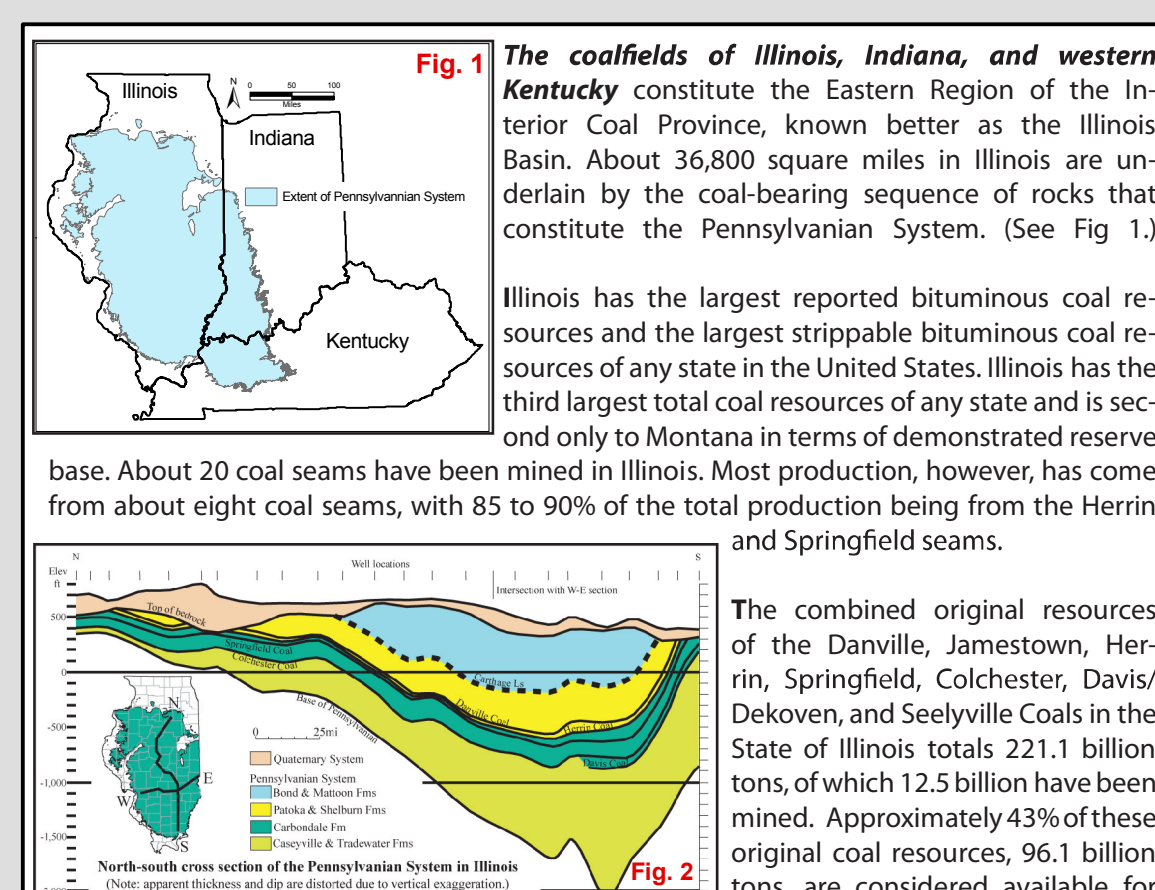 Fig. 1
Illinois
N
0 50 100
Miles
Indiana
Extent of Pennsylvannian System
Kentucky
The coalfields of Illinois, Indiana, and western
Kentucky constitute the Eastern Region of the In-
terior Coal Province, known better as the Illinois
Basin. About 36,800 square miles in Illinois are un-
derlain by the coal-bearing sequence of rocks that
constitute the Pennsylvanian System. (See Fig 1.)
Illinois has the largest reported bituminous coal re-
sources and the largest strippable bituminous coal re-
sources of any state in the United States. Illinois has the
third largest total coal resources of any state and is sec-
ond only to Montana in terms of demonstrated reserve
base. About 20 coal seams have been mined in Illinois. Most production, however, has come
from about eight coal seams, with 85 to 90% of the total production being from the Herrin
and Springfield seams.
N
S
Elev
ft
Well locations
Intersection with W-E section
500
0
-500
-1,000
-1,500
Top of bedrock
Springfield Coal
Colchester Coal
Base of Pennsylvanian
Carthage Ls
Danville Coal
Herrin Coal
Davis Coal
N
E
W
S
0 25mi
Quaternary System
Pennsylvanian System
Bond & Mattoon Fms
Patoka & Shelburn Fms
Carbondale Fm
Caseyville & Tradewater Fms
North-south cross section of the Pennsylvanian System in Illinois
(Note: apparent thickness and dip are distorted due to vertical exaggeration.)
Fig. 2
The combined original resources
of the Danville, Jamestown, Her-
rin, Springfield, Colchester, Davis/
Dekoven, and Seelyville Coals in the
State of Illinois totals 221.1 billion
tons, of which 12.5 billion have been
mined. Approximately 43% of these
original coal resources, 96.1 billion
tons, are considered available for